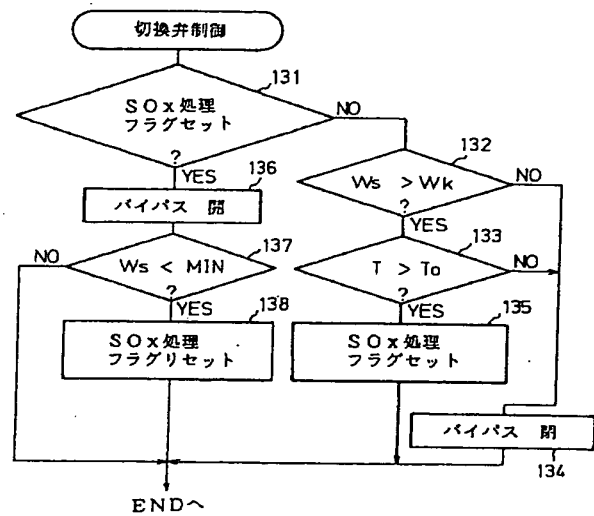 切換弁制御
131
SOx処理
フラグセット
?
NO
YES
132
Ws > Wk
?
NO
YES
136
バイパス 開
133
T > To
?
NO
YES
137
Ws < MIN
?
NO
YES
138
SOx処理
フラグリセット
135
SOx処理
フラグセット
バイパス 閉
134
ENDへ